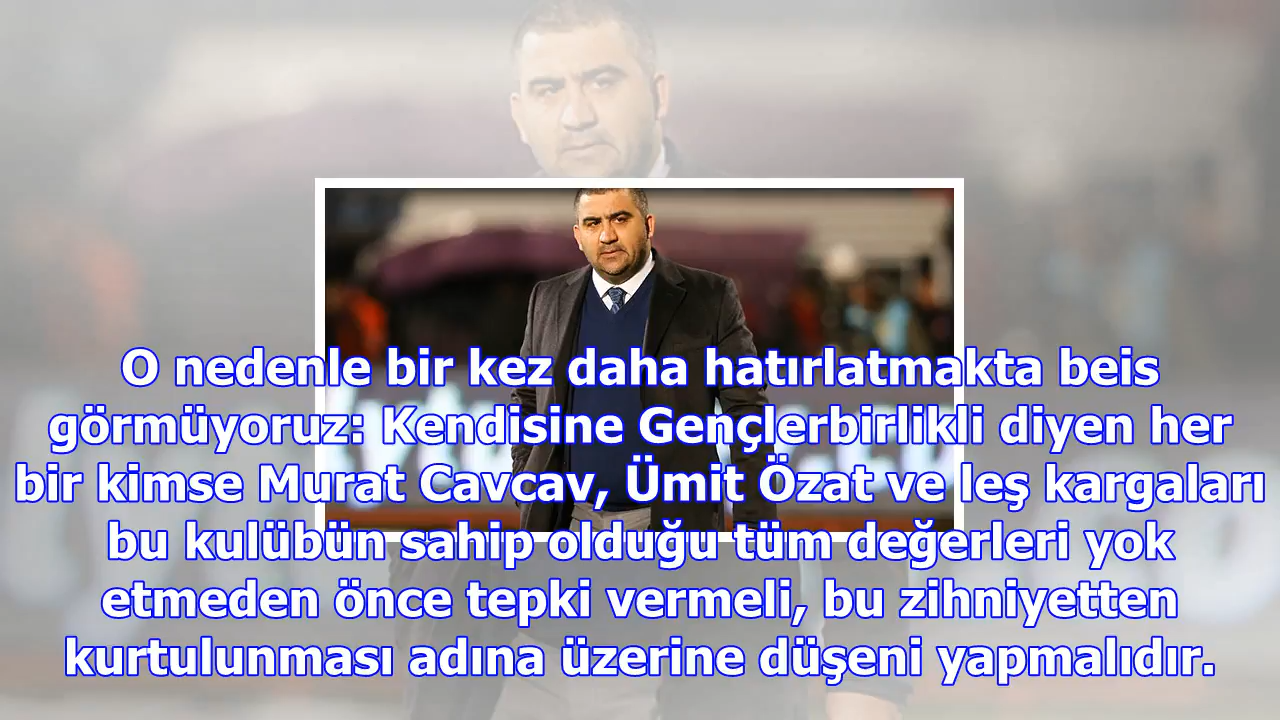 O nedenle bir kez daha hatırlatmakta beis
görmüyoruz: Kendisine Gençlerbirlikli diyen her
bir kimse Murat Cavcav, Ümit Özat ve leş kargaları
bu kulübün sahip olduğu tüm değerleri yok
etmeden önce tepki vermeli, bu zihniyetten
kurtulunması adına üzerine düşeni yapmalıdır.